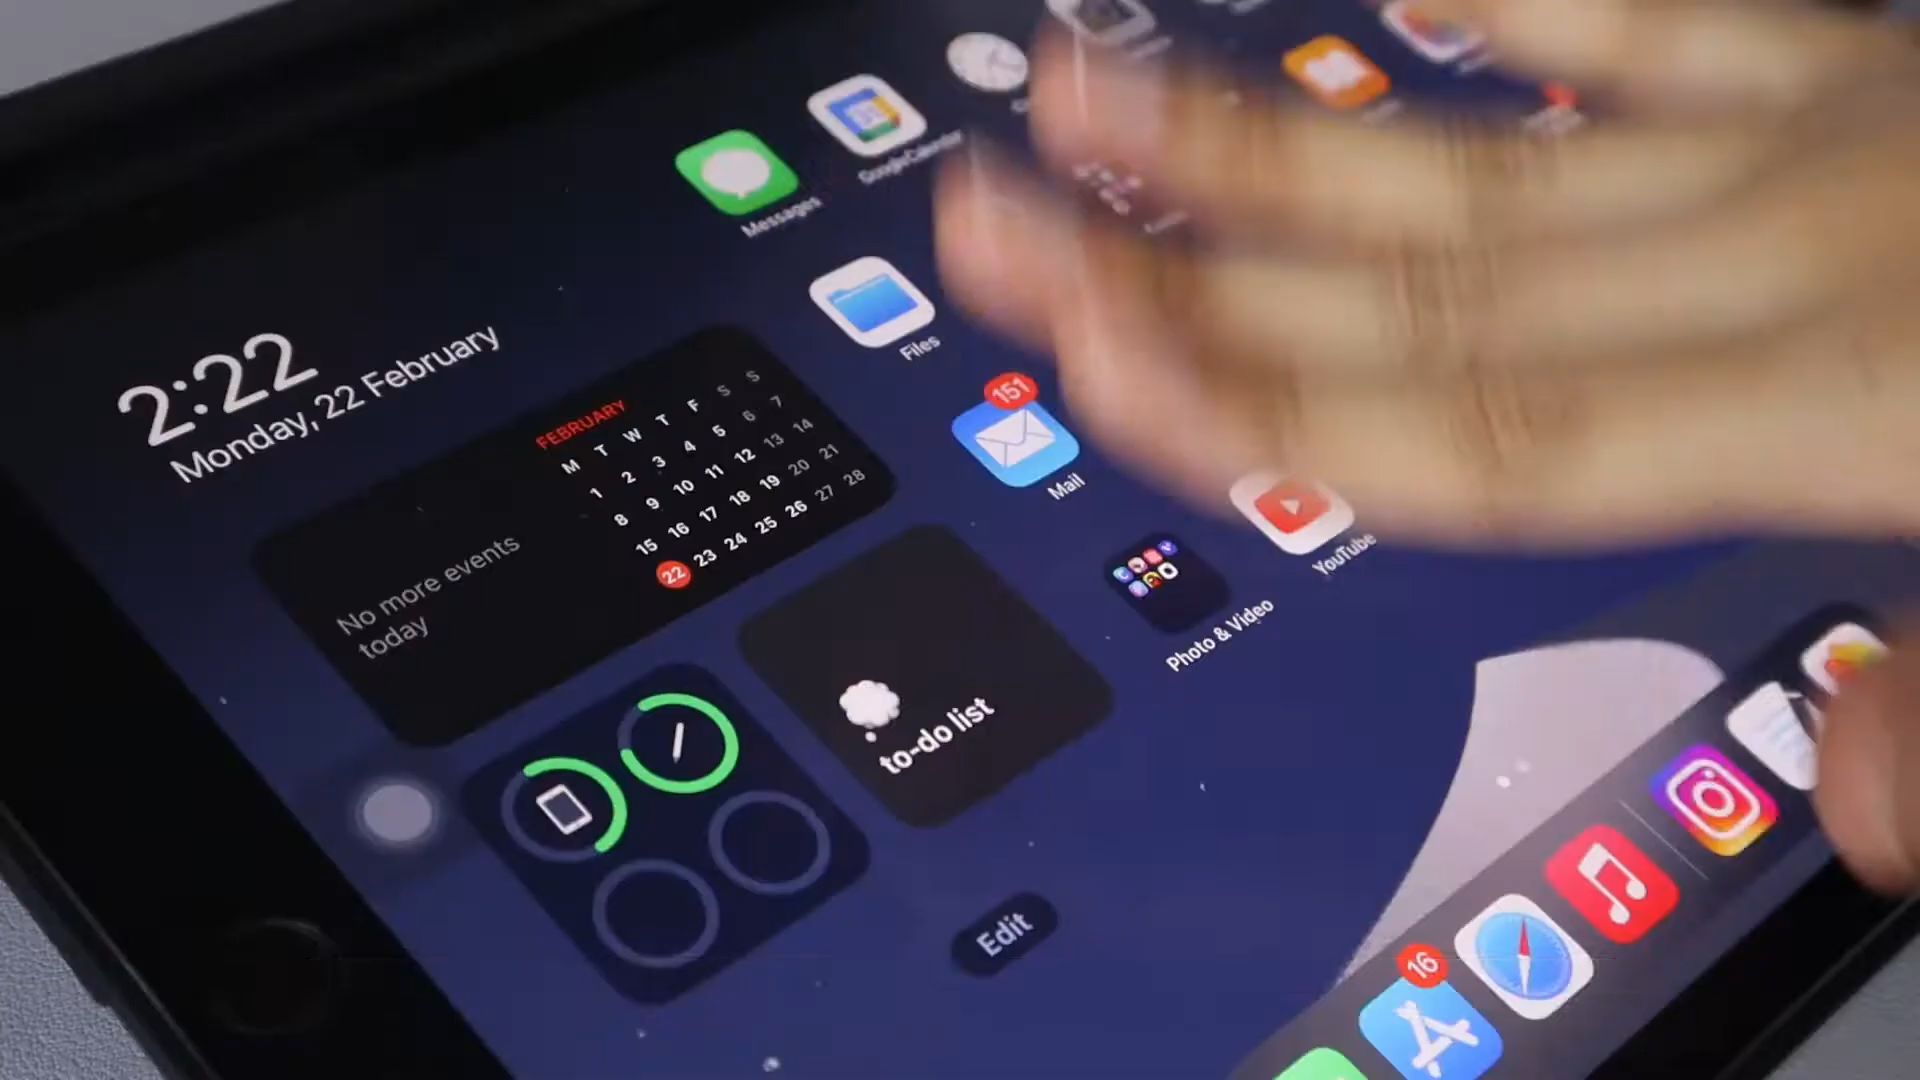 2:22
Monday, 22 February
No more events
today
FEBRUARY
M T W T F S S
1 2 3 4 5 6 7
8 9 10 11 12 13 14
15 16 17 18 19 20 21
22 23 24 25 26 27 28
to-do list
Edit
Messages
Google Calendar
Files
151
Mail
Photo & Video
YouTube
16